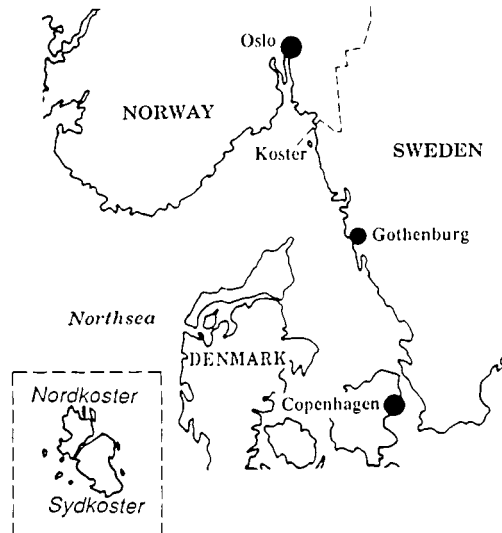 Oslo
NORWAY
Koster
SWEDEN
Gothenburg
Northsea
DENMARK
Nordkoster
Copenhagen
Sydkoster